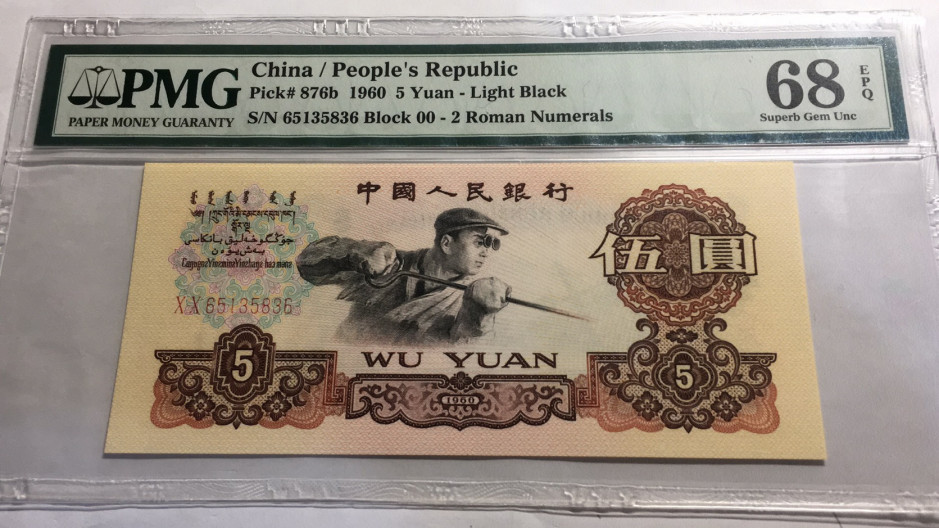 PMG
PAPER MONEY GUARANTY
China / People's Republic
Pick# 876b 1960 5 Yuan - Light Black
S/N 65135836 Block 00 - 2 Roman Numerals
68
EPQ
Superb Gem Unc
中國人民銀行
伍圓
X X 65135836
WU YUAN
5
1960
5